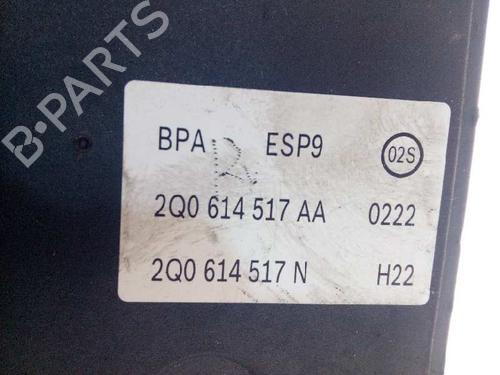 BPA R ESP9 02S
2Q0 614 517 AA 0222
2Q0 614 517 N H22
B-PARTS